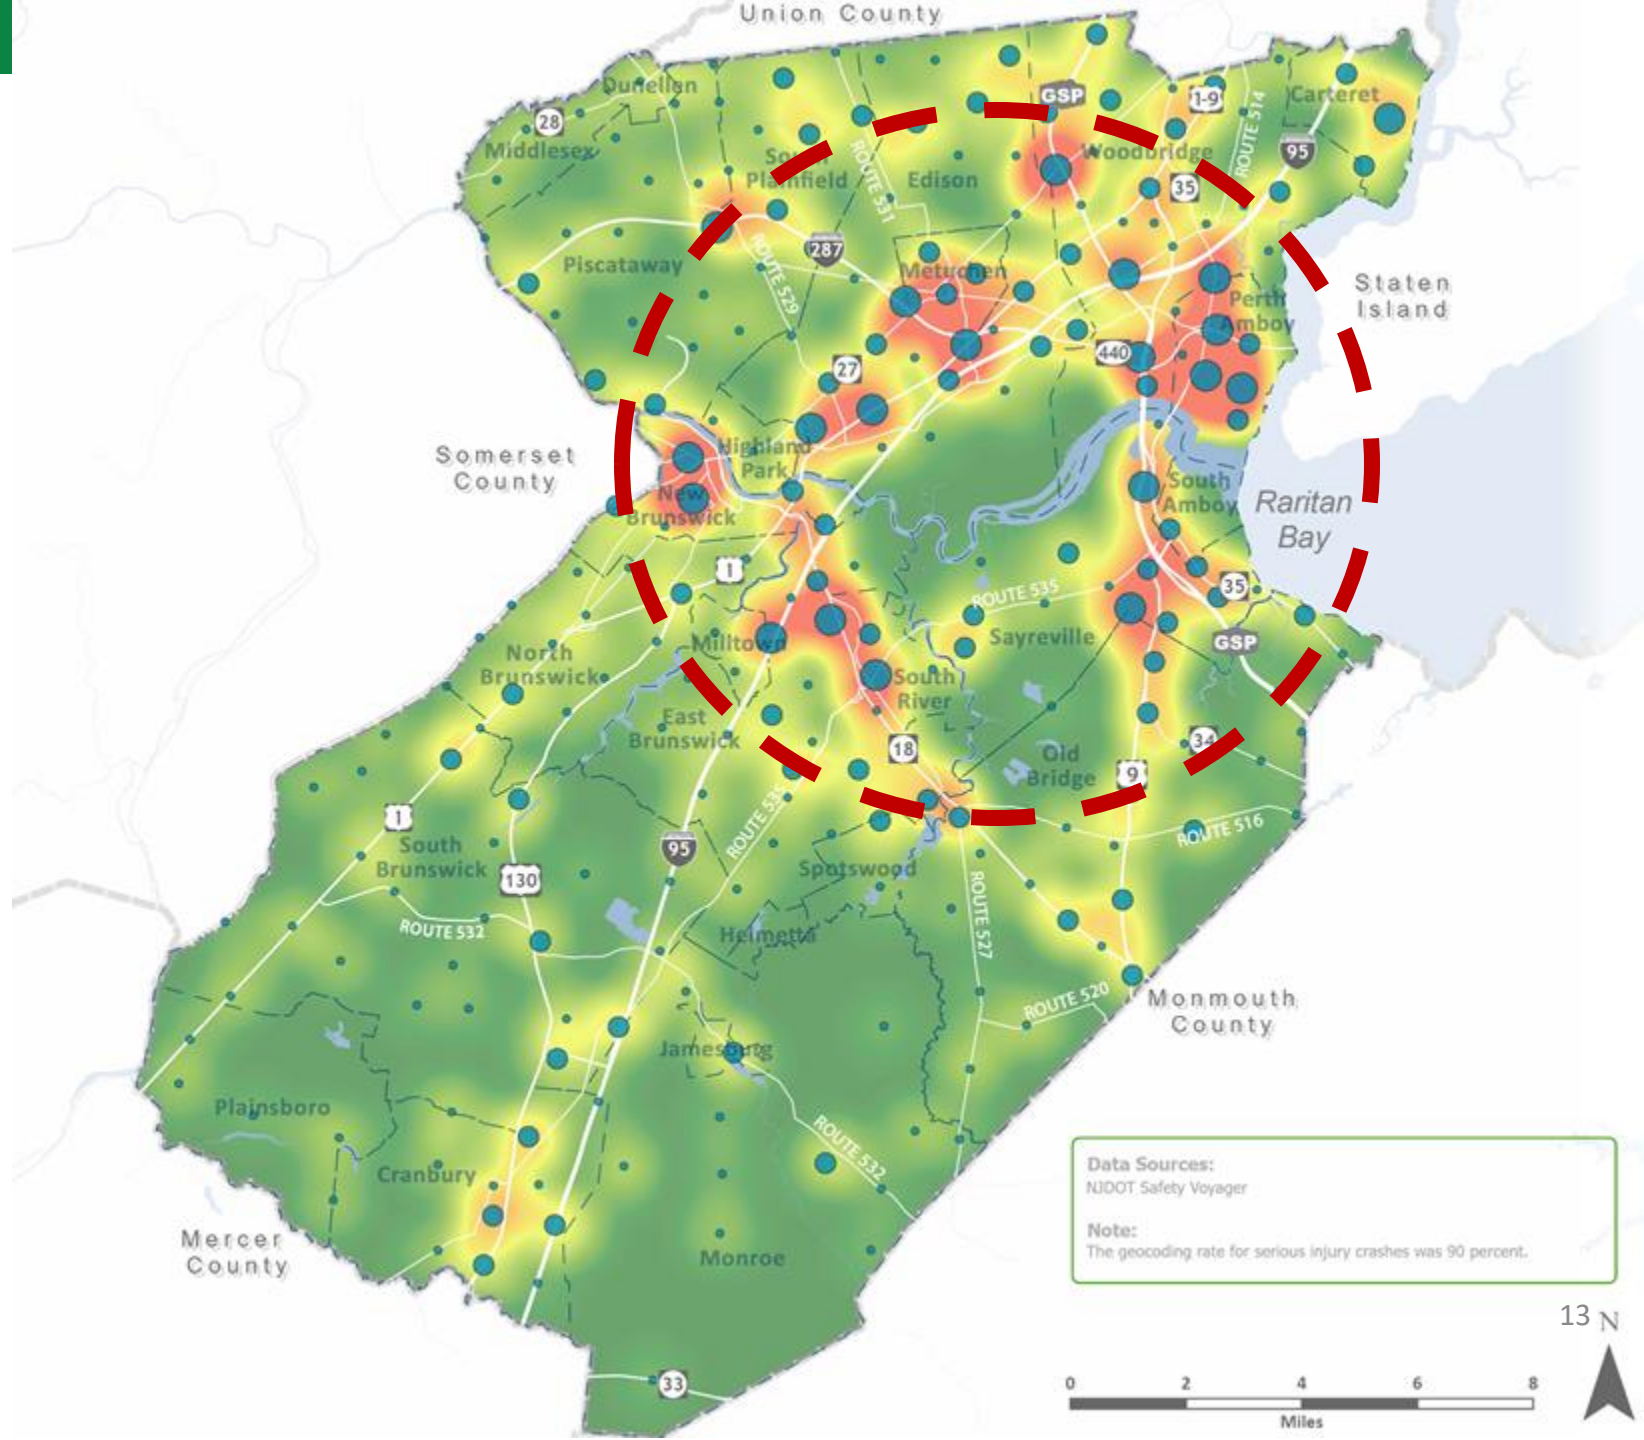 Union County
Dunellen
GSP
1-9
Carteret
28
Middlesex
ROUTE 514
95
Woodbridge
South
Plainfield
ROUTE 531
Edison
35
Piscataway
287
ROUTE 529
Metuchen
Staten
Island
Perth
Amboy
440
27
Somerset
County
Highland
Park
New
Brunswick
South
Amboy
Raritan
Bay
1
ROUTE 535
35
Sayreville
GSP
Milltown
North
Brunswick
South
River
East
Brunswick
18
34
Old
Bridge
9
1
ROUTE 535
ROUTE 516
95
South
Brunswick
130
Spotswood
ROUTE 532
ROUTE 527
Helmetta
ROUTE 520
Monmouth
County
Jamesburg
Plainsboro
ROUTE 532
Cranbury
Mercer
County
Monroe
33
Data Sources:
NJDOT Safety Voyager
Note:
The geocoding rate for serious injury crashes was 90 percent.
13
N
0 2 4 6 8
Miles